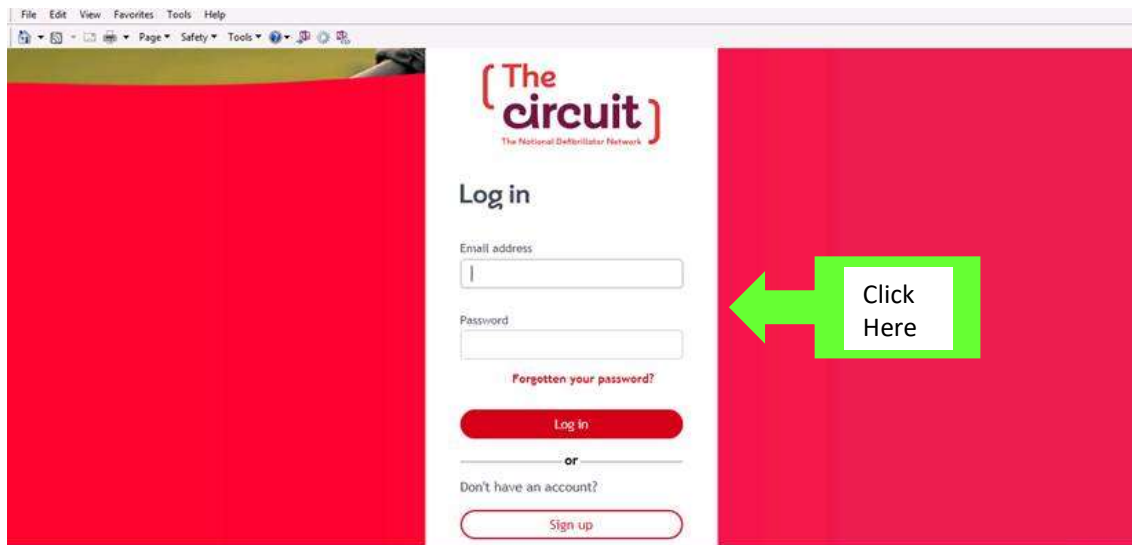 File Edit View Favorites Tools Help
Page Safety Tools
The
circuit
The National Defibrillator Network
Log in
Email address
Click
Here
Password
Forgotten your password?
Log in
or
Don't have an account?
Sign up